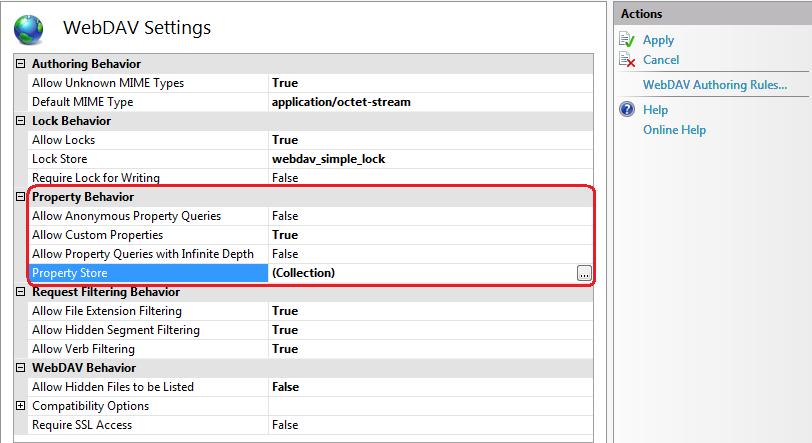 WebDAV Settings
Authoring Behavior
Allow Unknown MIME Types True
Default MIME Type application/octet-stream
Lock Behavior
Allow Locks True
Lock Store webdav_simple_lock
Require Lock for Writing False
Property Behavior
Allow Anonymous Property Queries False
Allow Custom Properties True
Allow Property Queries with Infinite Depth False
Property Store (Collection) ...
Request Filtering Behavior
Allow File Extension Filtering True
Allow Hidden Segment Filtering True
Allow Verb Filtering True
WebDAV Behavior
Allow Hidden Files to be Listed False
Compatibility Options
Require SSL Access False
Actions
Apply
Cancel
WebDAV Authoring Rules...
Help
Online Help